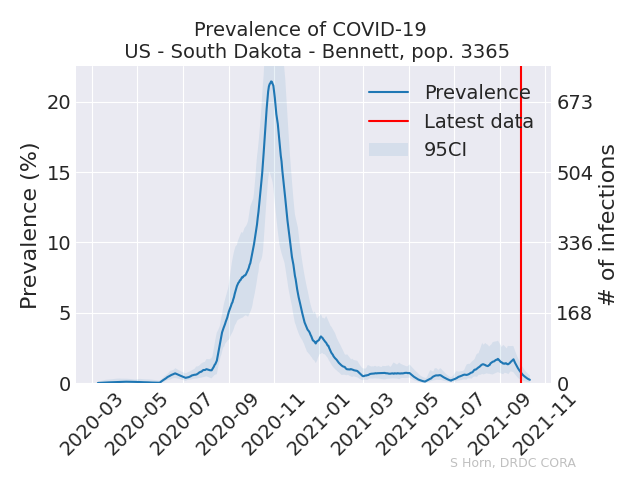 Prevalence of COVID-19
US - South Dakota - Bennett, pop. 3365
Prevalence
Latest data
95CI
Prevalence (%)
20
15
10
5
0
673
504
336
168
0
# of infections
2020-03
2020-05
2020-07
2020-09
2020-11
2021-01
2021-03
2021-05
2021-07
2021-09
2021-11
S Horn, DRDC CORA